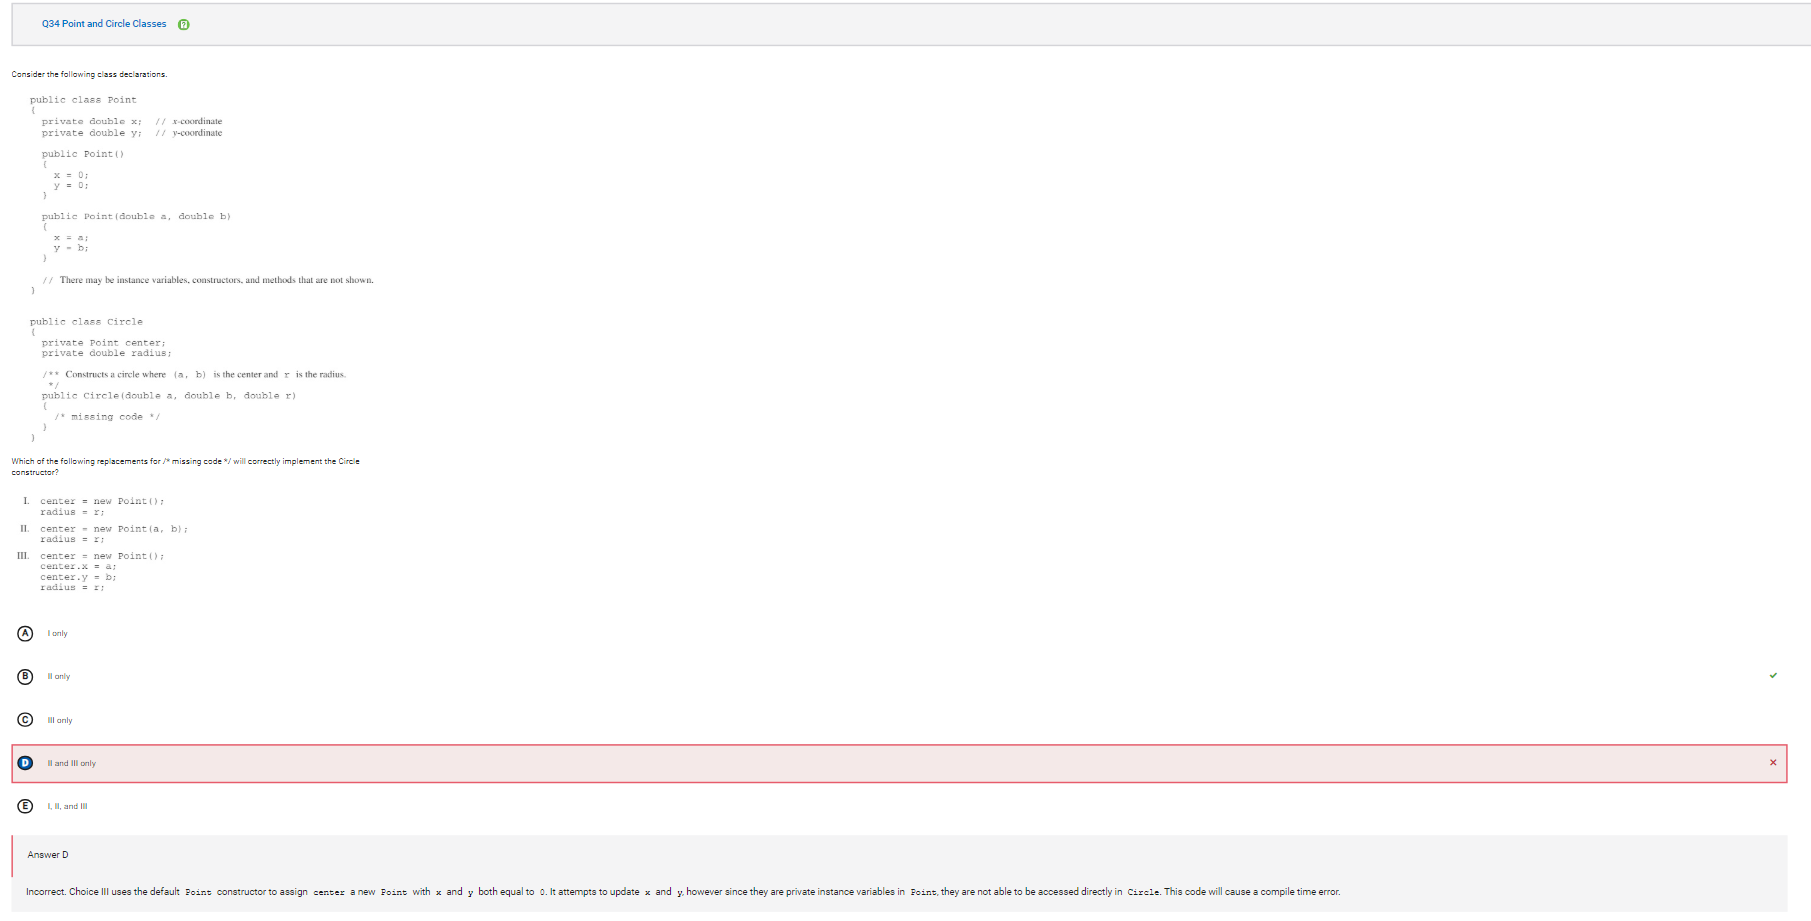 Q34 Point and Circle Classes
Consider the following class declarations.
public class Point
{
private double x; // x-coordinate
private double y; // y-coordinate
public Point()
{
x = 0;
y = 0;
}
public Point(double a, double b)
{
x = a;
y = b;
}
// There may be instance variables, constructors, and methods that are not shown.
}
public class Circle
{
private Point center;
private double radius;
/** Constructs a circle where (a, b) is the center and r is the radius.
*/
public Circle(double a, double b, double r)
{
/* missing code */
}
}
Which of the following replacements for /* missing code */ will correctly implement the Circle
constructor?
I. center = new Point();
radius = r;
II. center = new Point(a, b);
radius = r;
III. center = new Point();
center.x = a;
center.y = b;
radius = r;
A I only
B II only
C III only
D II and III only
E I, II, and III
Answer D
Incorrect. Choice III uses the default Point constructor to assign center a new Point with x and y both equal to 0. It attempts to update x and y, however since they are private instance variables in Point, they are not able to be accessed directly in Circle. This code will cause a compile time error.